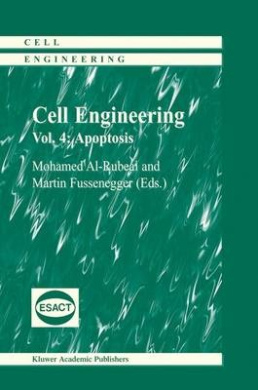 CELL
ENGINEERING
Cell Engineering
Vol. 4: Apoptosis
Mohamed Al-Rubeai and
Martin Fussenegger (Eds.)
ESACT
Kluwer Academic Publishers